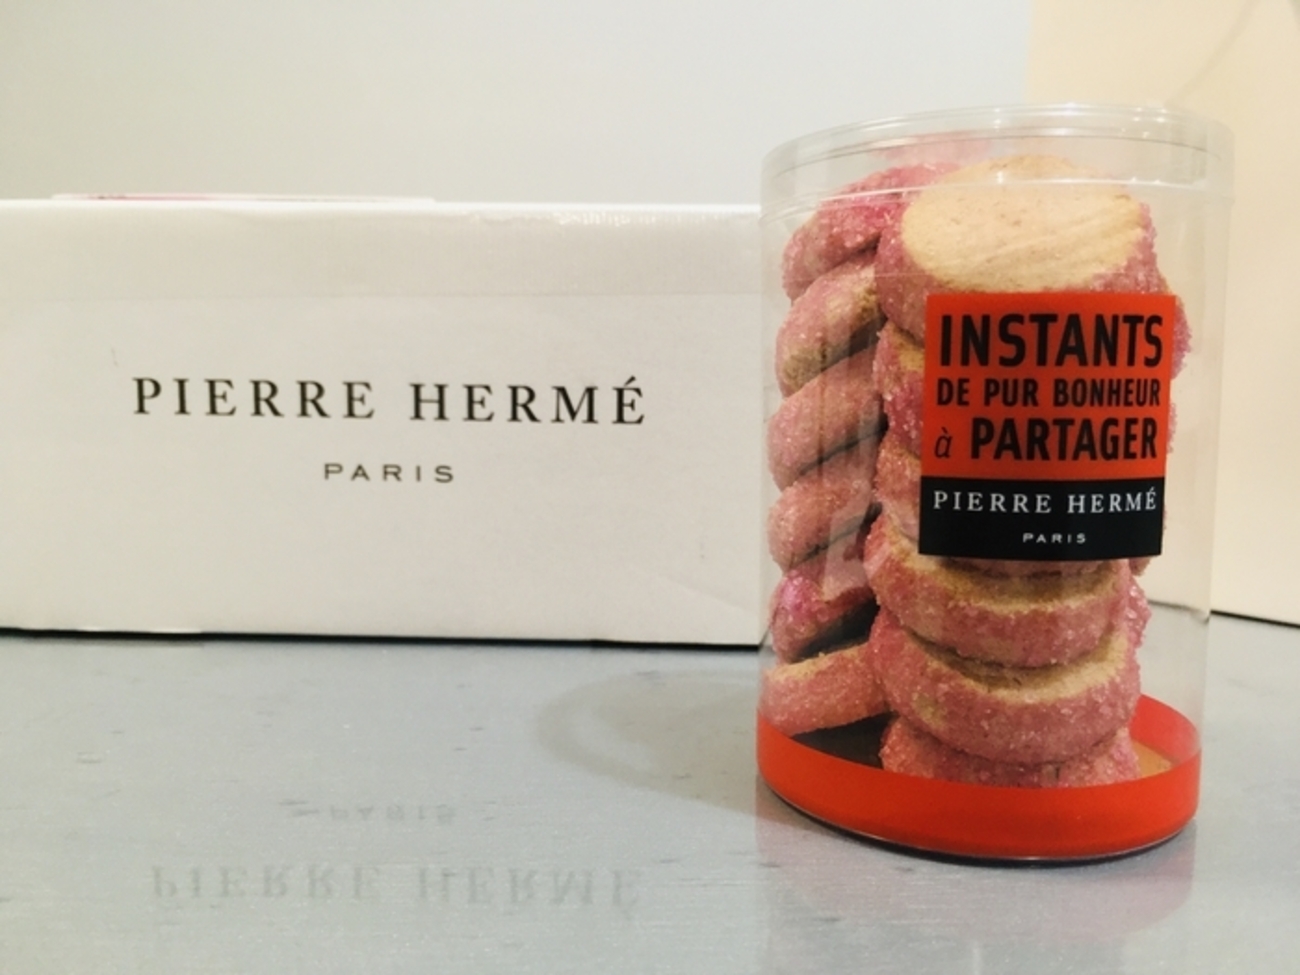 PIERRE HERMÉ
PARIS
INSTANTS
DE PUR BONHEUR
à PARTAGER
PIERRE HERMÉ
PARIS